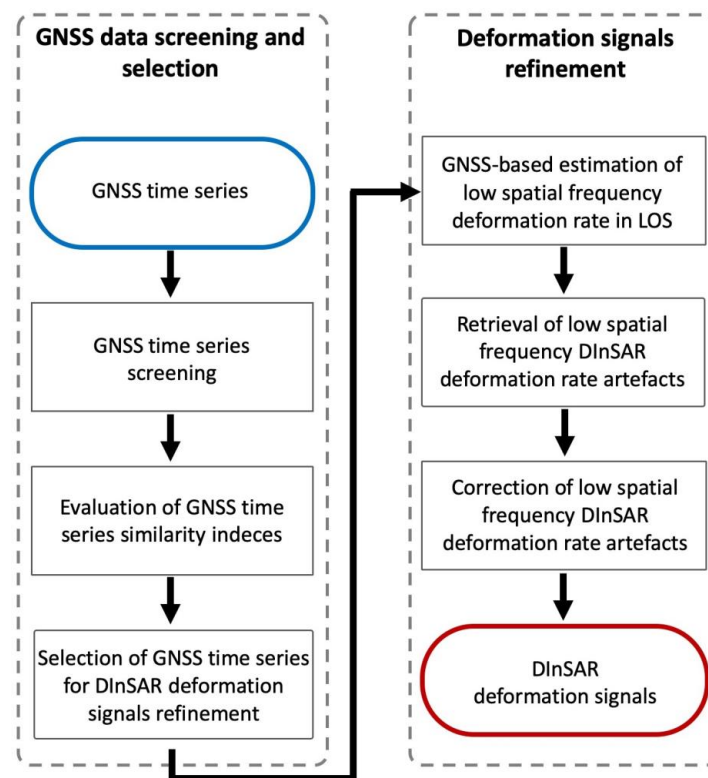 GNSS data screening and
selection
GNSS time series
GNSS time series
screening
Evaluation of GNSS time
series similarity indeces
Selection of GNSS time series
for DInSAR deformation
signals refinement
Deformation signals
refinement
GNSS-based estimation of
low spatial frequency
deformation rate in LOS
Retrieval of low spatial
frequency DInSAR
deformation rate artefacts
Correction of low spatial
frequency DInSAR
deformation rate artefacts
DInSAR
deformation signals